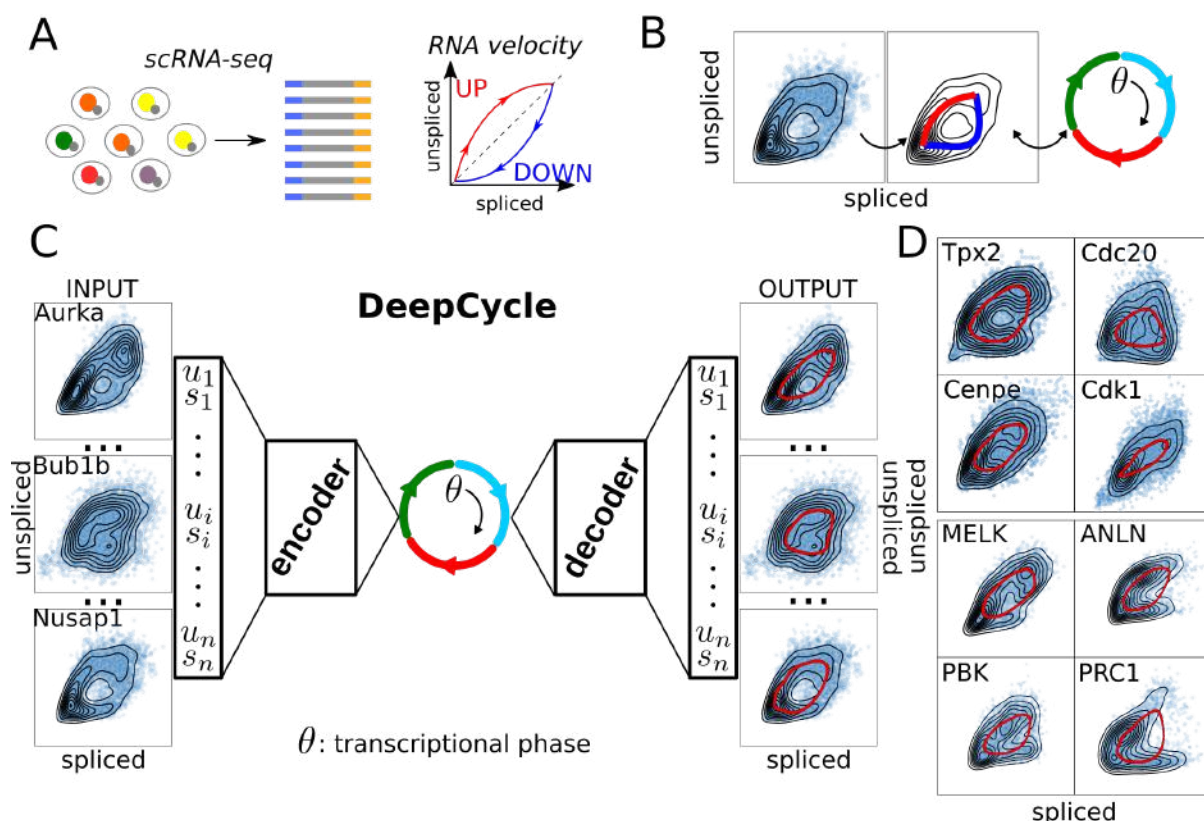 A
scRNA-seq
RNA velocity
UP
DOWN
unspliced
spliced
B
unspliced
spliced
θ
C
INPUT
DeepCycle
OUTPUT
Aurka
...
Bub1b
...
Nusap1
unspliced
spliced
u1
s1
ui
si
un
sn
encoder
θ
decoder
u1
s1
ui
si
un
sn
...
...
unspliced
spliced
θ: transcriptional phase
D
Tpx2 Cdc20
Cenpe Cdk1
MELK ANLN
PBK PRC1
unspliced
spliced